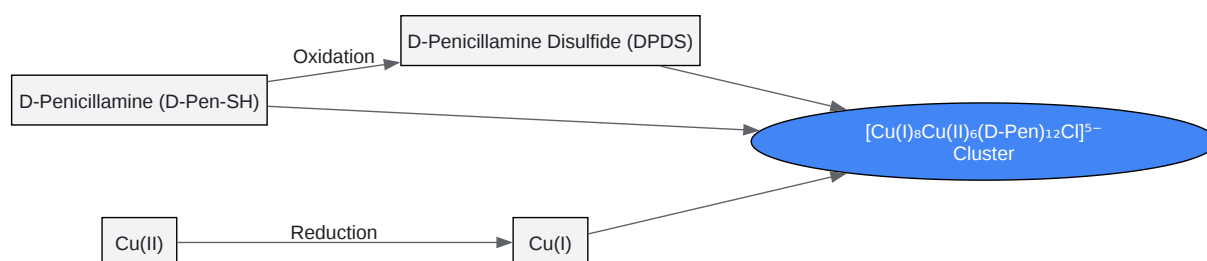 D-Penicillamine Disulfide (DPDS)
Oxidation
D-Penicillamine (D-Pen-SH)
[Cu(I)₈Cu(II)₆(D-Pen)₁₂Cl]⁵⁻
Cluster
Cu(II)
Reduction
Cu(I)